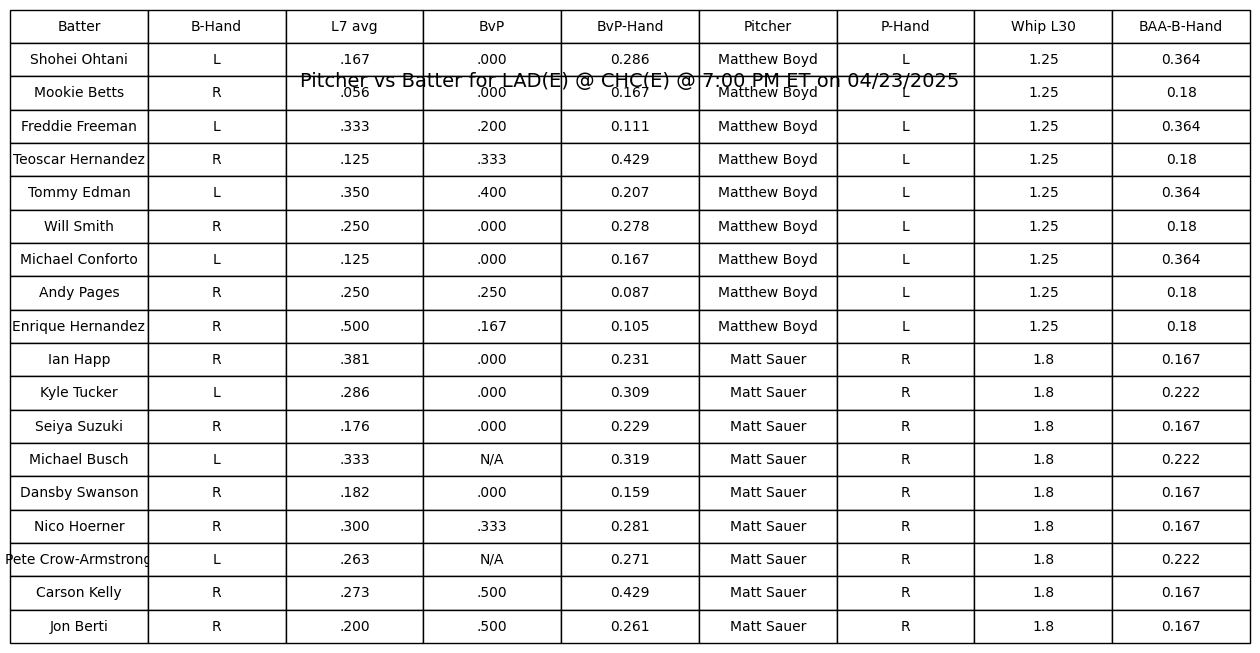 Batter B-Hand L7 avg BvP BvP-Hand Pitcher P-Hand Whip L30 BAA-B-Hand
Shohei Ohtani L .167 .000 0.286 Matthew Boyd L 1.25 0.364
Pitcher vs Batter for LAD(E) @ CHC(E) @ 7:00 PM ET on 04/23/2025
Mookie Betts R .056 .000 0.167 Matthew Boyd L 1.25 0.18
Freddie Freeman L .333 .200 0.111 Matthew Boyd L 1.25 0.364
Teoscar Hernandez R .125 .333 0.429 Matthew Boyd L 1.25 0.18
Tommy Edman L .350 .400 0.207 Matthew Boyd L 1.25 0.364
Will Smith R .250 .000 0.278 Matthew Boyd L 1.25 0.18
Michael Conforto L .125 .000 0.167 Matthew Boyd L 1.25 0.364
Andy Pages R .250 .250 0.087 Matthew Boyd L 1.25 0.18
Enrique Hernandez R .500 .167 0.105 Matthew Boyd L 1.25 0.18
Ian Happ R .381 .000 0.231 Matt Sauer R 1.8 0.167
Kyle Tucker L .286 .000 0.309 Matt Sauer R 1.8 0.222
Seiya Suzuki R .176 .000 0.229 Matt Sauer R 1.8 0.167
Michael Busch L .333 N/A 0.319 Matt Sauer R 1.8 0.222
Dansby Swanson R .182 .000 0.159 Matt Sauer R 1.8 0.167
Nico Hoerner R .300 .333 0.281 Matt Sauer R 1.8 0.167
Pete Crow-Armstrong L .263 N/A 0.271 Matt Sauer R 1.8 0.222
Carson Kelly R .273 .500 0.429 Matt Sauer R 1.8 0.167
Jon Berti R .200 .500 0.261 Matt Sauer R 1.8 0.167